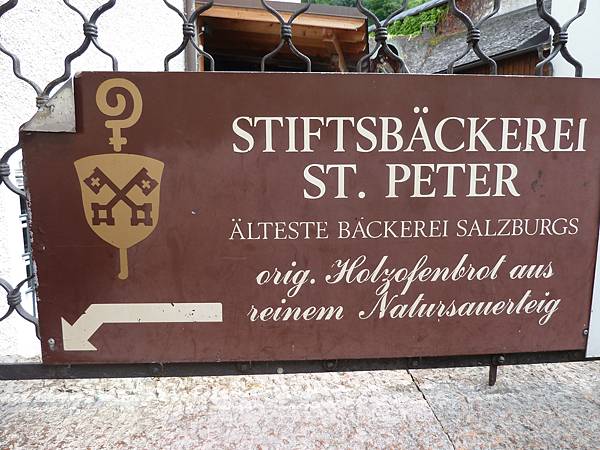 STIFTSBÄCKEREI
ST. PETER
ÄLTESTE BÄCKEREI SALZBURGS
orig. Holzofenbrot aus
reinem Natursauerteig